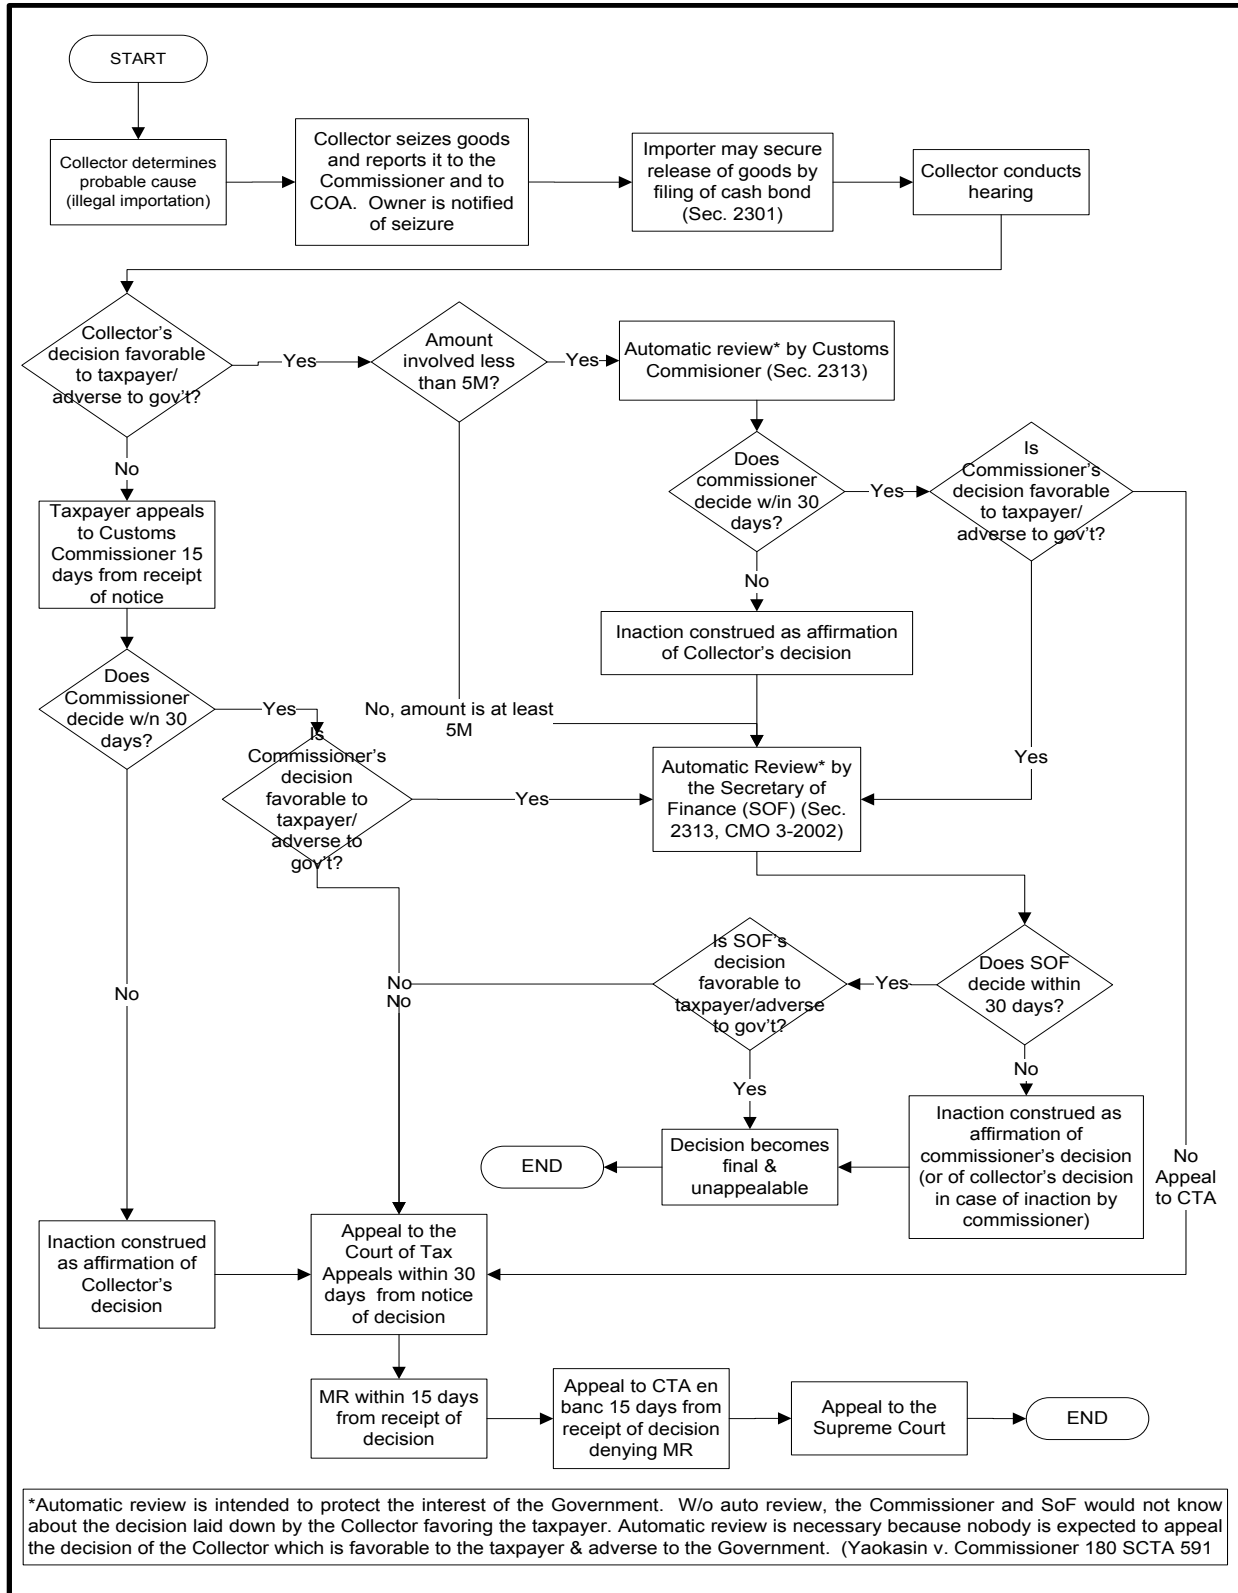 START
Collector determines
probable cause
(illegal importation)
Collector seizes goods
and reports it to the
Commissioner and to
COA. Owner is notified
of seizure
Importer may secure
release of goods by
filing of cash bond
(Sec. 2301)
Collector conducts
hearing
Collector's
decision favorable
to taxpayer/
adverse to gov't?
Yes
Amount
involved less
than 5M?
Yes
Automatic review* by Customs
Commisioner (Sec. 2313)
No
Does
commissioner
decide w/in 30
days?
Yes
Is
Commissioner's
decision favorable
to taxpayer/
adverse to gov't?
Taxpayer appeals
to Customs
Commissioner 15
days from receipt
of notice
No
Inaction construed as affirmation
of Collector's decision
Does
Commissioner
decide w/n 30
days?
Yes
No, amount is at least
5M
Is
Commissioner's
decision
favorable to
taxpayer/
adverse to
gov't?
Yes
Automatic Review* by
the Secretary of
Finance (SOF) (Sec.
2313, CMO 3-2002)
Yes
No
No
No
Is SOF's
decision
favorable to
taxpayer/adverse
to gov't?
Yes
Does SOF
decide within
30 days?
Yes
No
END
Decision becomes
final &
unappealable
Inaction construed as
affirmation of
commissioner's decision
(or of collector's decision
in case of inaction by
commissioner)
No
Appeal
to CTA
Inaction construed
as affirmation of
Collector's
decision
Appeal to the
Court of Tax
Appeals within 30
days from notice
of decision
MR within 15 days
from receipt of
decision
Appeal to CTA en
banc 15 days from
receipt of decision
denying MR
Appeal to the
Supreme Court
END
*Automatic review is intended to protect the interest of the Government. W/o auto review, the Commissioner and SoF would not know
about the decision laid down by the Collector favoring the taxpayer. Automatic review is necessary because nobody is expected to appeal
the decision of the Collector which is favorable to the taxpayer & adverse to the Government. (Yaokasin v. Commissioner 180 SCTA 591